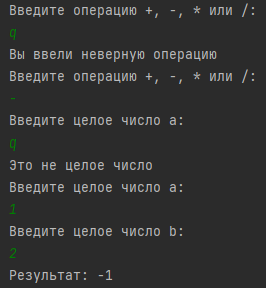 Введите операцию +, -, * или /:
q
Вы ввели неверную операцию
Введите операцию +, -, * или /:
-
Введите целое число a:
q
Это не целое число
Введите целое число a:
1
Введите целое число b:
2
Результат: -1